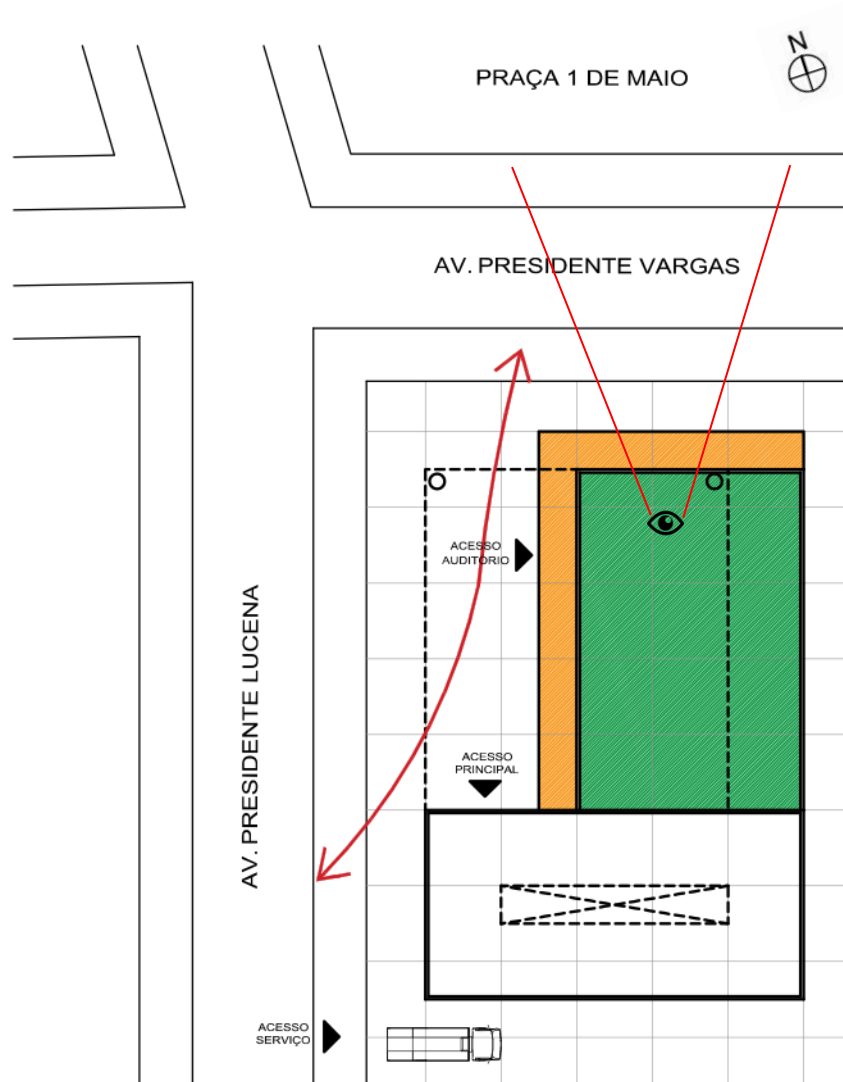 N
PRAÇA 1 DE MAIO
AV. PRESIDENTE VARGAS
ACESSO
AUDITÓRIO
AV. PRESIDENTE LUCENA
ACESSO
PRINCIPAL
ACESSO
SERVIÇO